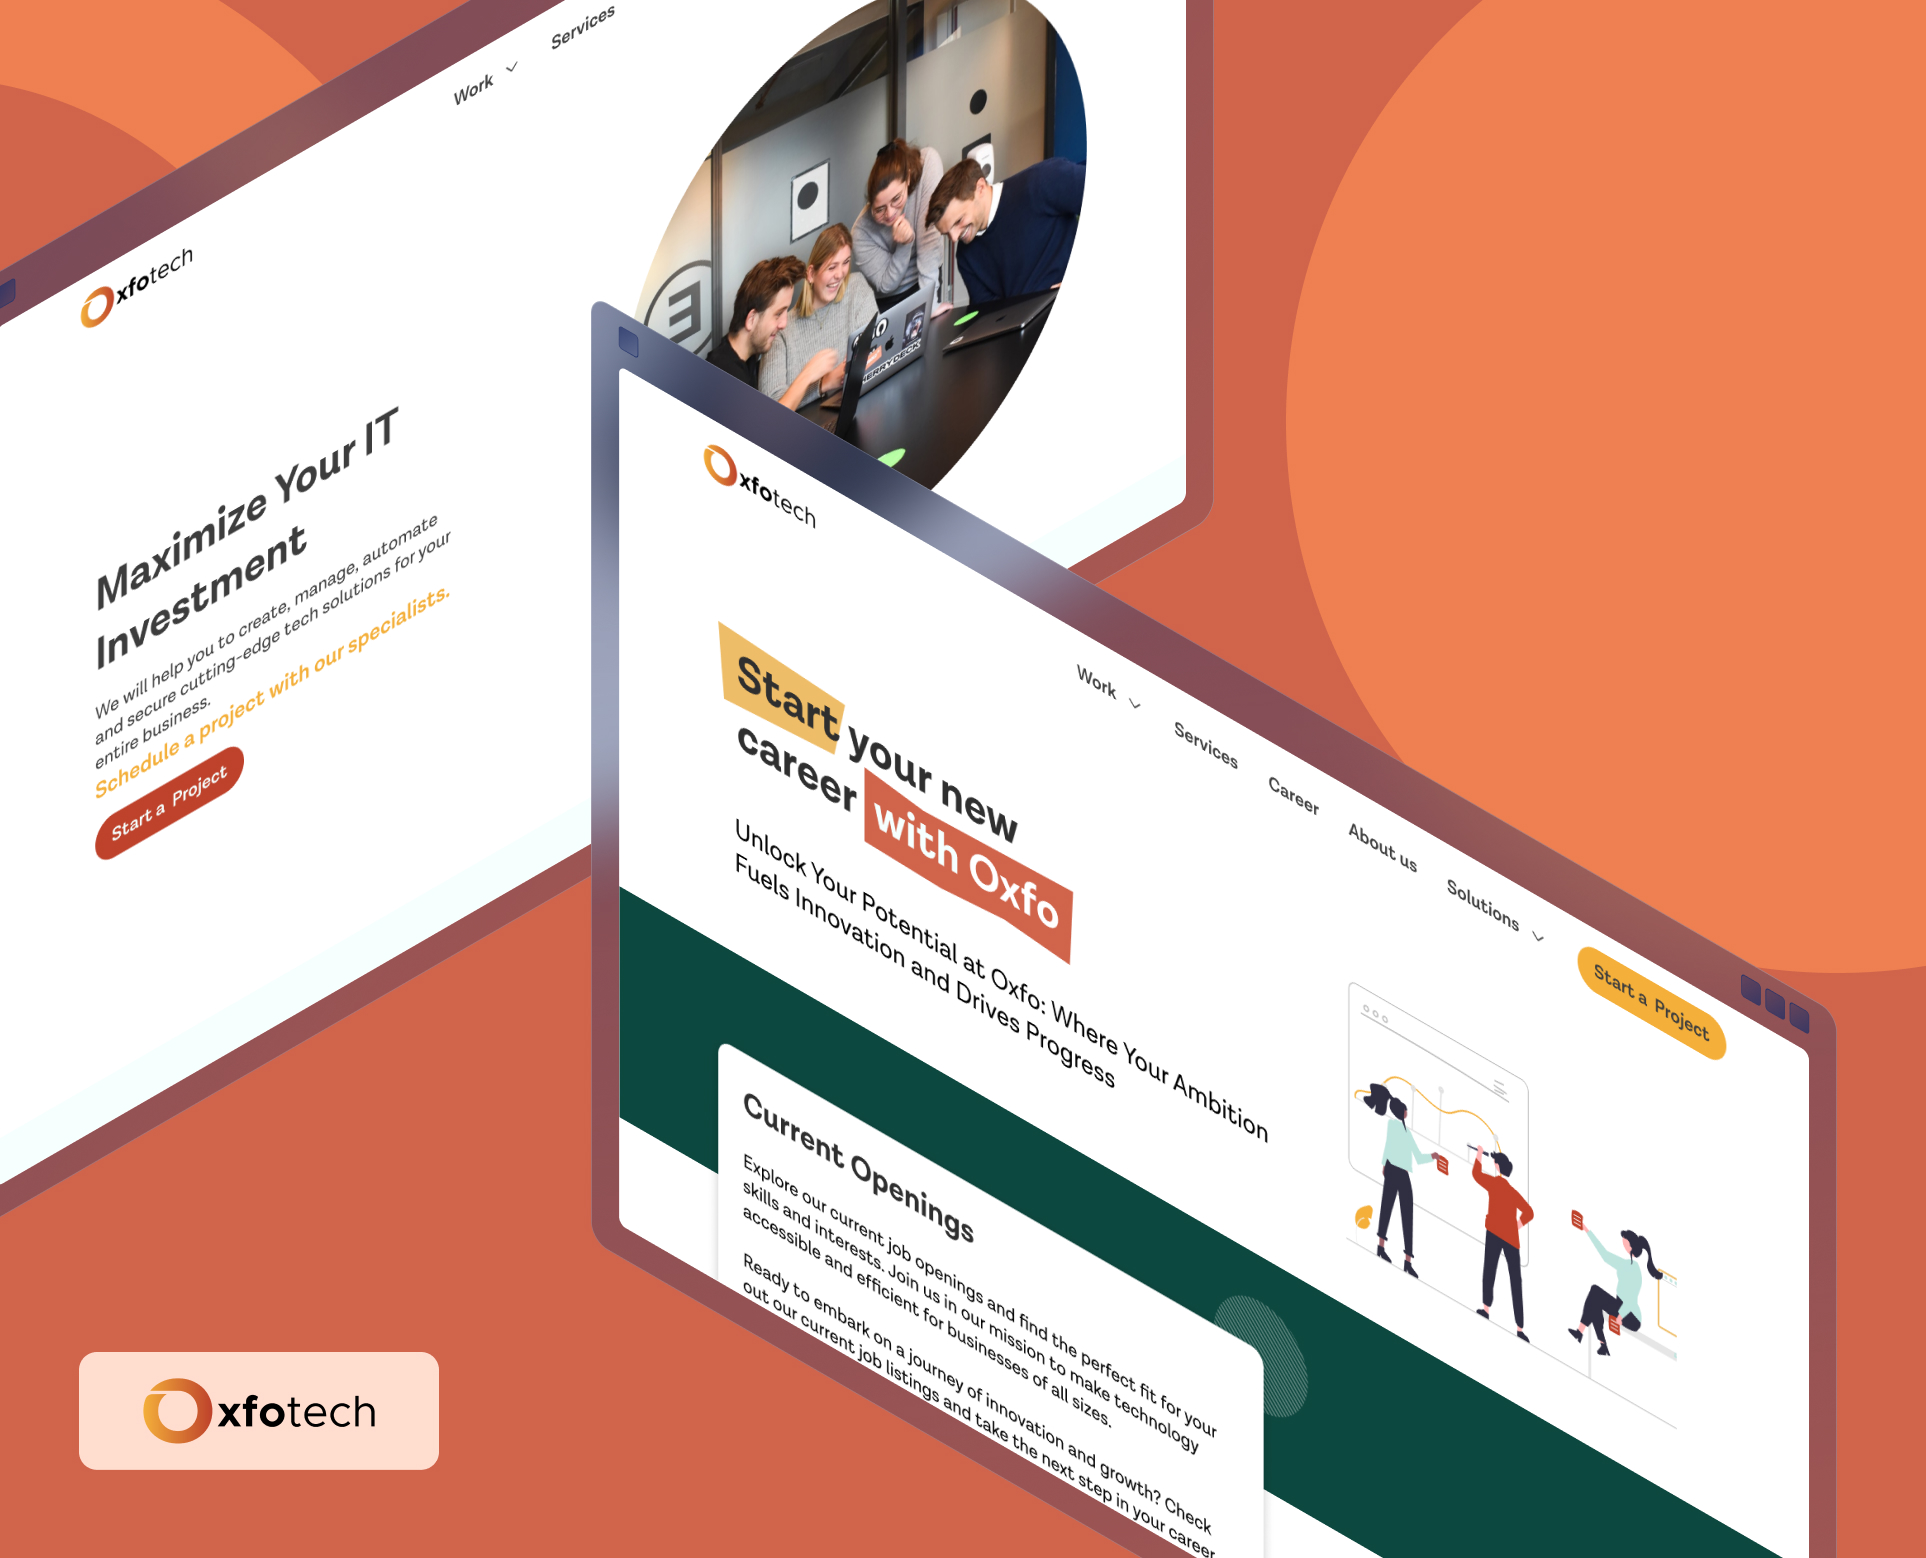 Work
Services
Oxfotech
Maximize Your IT
Investment
We will help you to create, manage, automate
and secure cutting-edge tech solutions for your
entire business.
Schedule a project with our specialists.
Start a Project
Oxfotech
Work
Services
Career
About us
Solutions
Start a Project
Start your new
career with Oxfo
Unlock Your Potential at Oxfo: Where Your Ambition
Fuels Innovation and Drives Progress
Current Openings
Explore our current job openings and find the perfect fit for your
skills and interests. Join us in our mission to make technology
accessible and efficient for businesses of all sizes.
Ready to embark on a journey of innovation and growth? Check
out our current job listings and take the next step in your career
Oxfotech